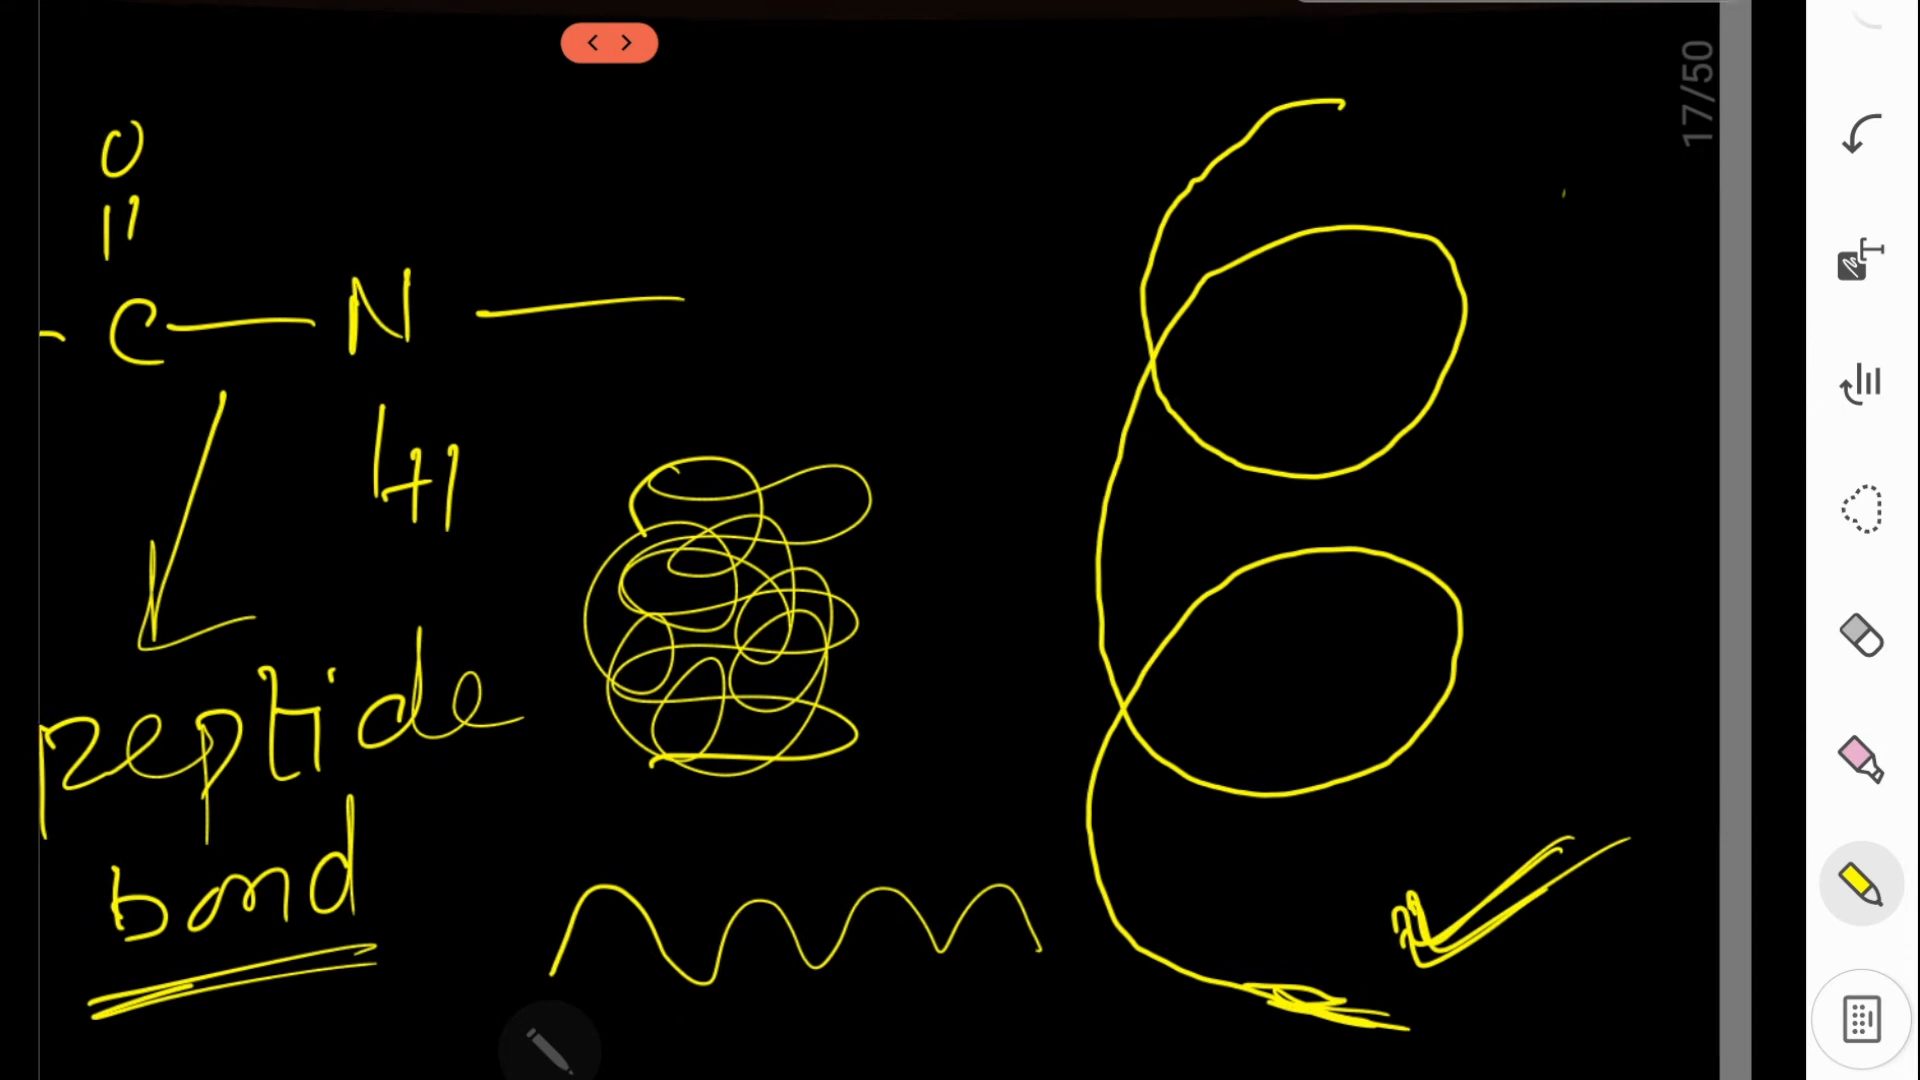 O
||
- C — N —
H
peptide
bond
17/50